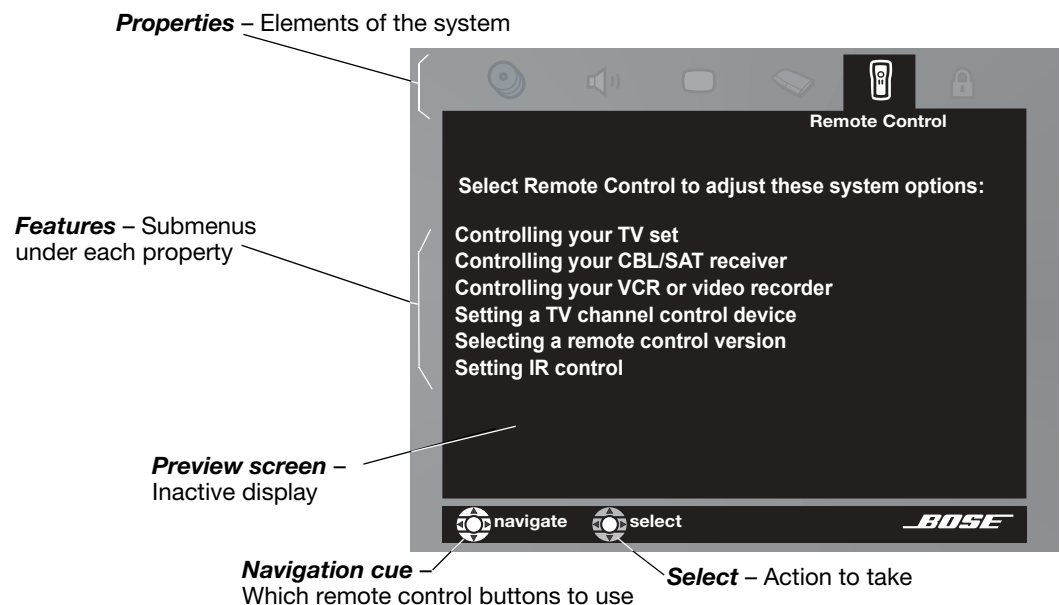 Properties – Elements of the system
Remote Control
Select Remote Control to adjust these system options:
Features – Submenus
under each property
Controlling your TV set
Controlling your CBL/SAT receiver
Controlling your VCR or video recorder
Setting a TV channel control device
Selecting a remote control version
Setting IR control
Preview screen –
Inactive display
navigate
select
BOSE
Navigation cue –
Which remote control buttons to use
Select – Action to take